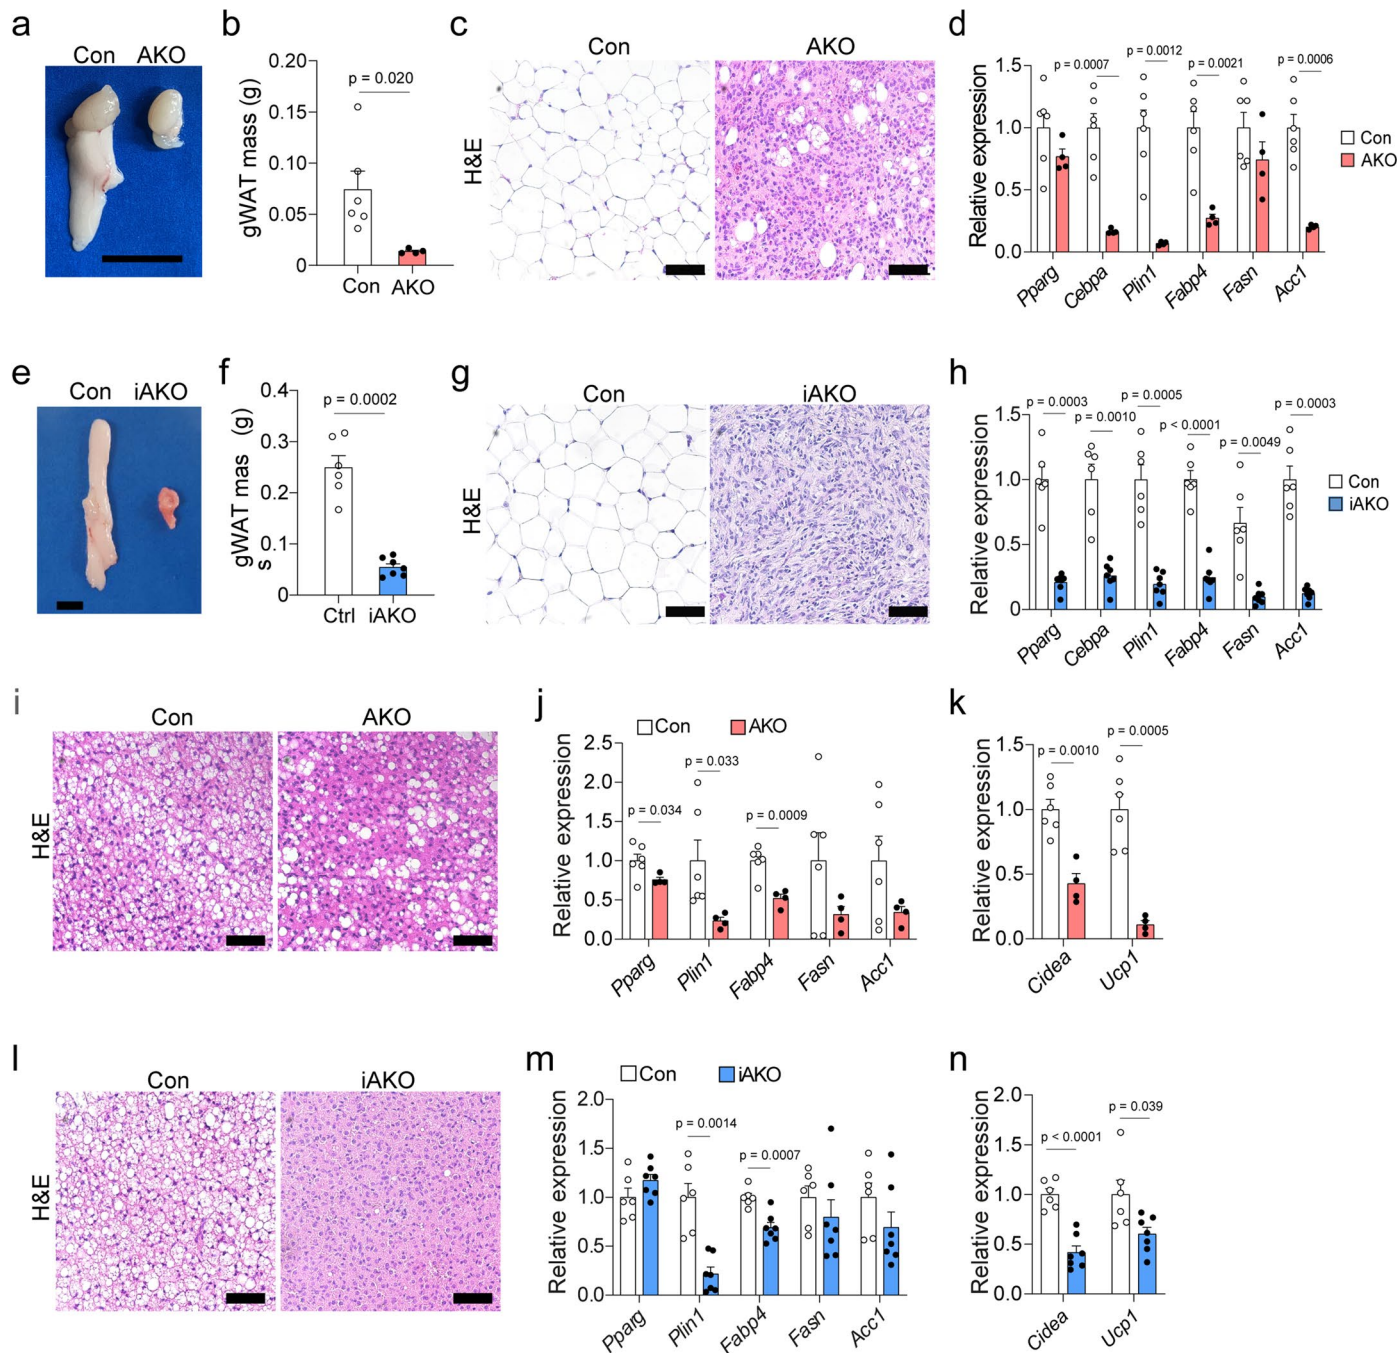 a
Con AKO
b
gWAT mass (g)
0.20
0.15
0.10
0.05
0
p = 0.020
Con AKO
c
Con AKO
H&E
d
Relative expression
1.5
1.0
0.5
0.0
p = 0.0007
p = 0.0012
p = 0.0021
p = 0.0006
Pparg Cebpa Plin1 Fabp4 Fasn Acc1
Con
AKO
e
Con iAKO
f
gWAT mas (g)
s
0.4
0.3
0.2
0.1
0
p = 0.0002
Ctrl iAKO
g
Con iAKO
H&E
h
Relative expression
1.5
1.0
0.5
0
p = 0.0003
p = 0.0010
p = 0.0005
p < 0.0001
p = 0.0049
p = 0.0003
Pparg Cebpa Plin1 Fabp4 Fasn Acc1
Con
iAKO
i
Con AKO
H&E
j
Con AKO
Relative expression
2.5
2.0
1.5
1.0
0.5
0.0
p = 0.034
p = 0.033
p = 0.0009
Pparg Plin1 Fabp4 Fasn Acc1
k
Relative expression
1.5
1.0
0.5
0.0
p = 0.0010
p = 0.0005
Cidea Ucp1
l
Con iAKO
H&E
m
Con iAKO
Relative expression
2.0
1.5
1.0
0.5
0.0
p = 0.0014
p = 0.0007
Pparg Plin1 Fabp4 Fasn Acc1
n
Relative expression
2.0
1.5
1.0
0.5
0.0
p < 0.0001
p = 0.039
Cidea Ucp1